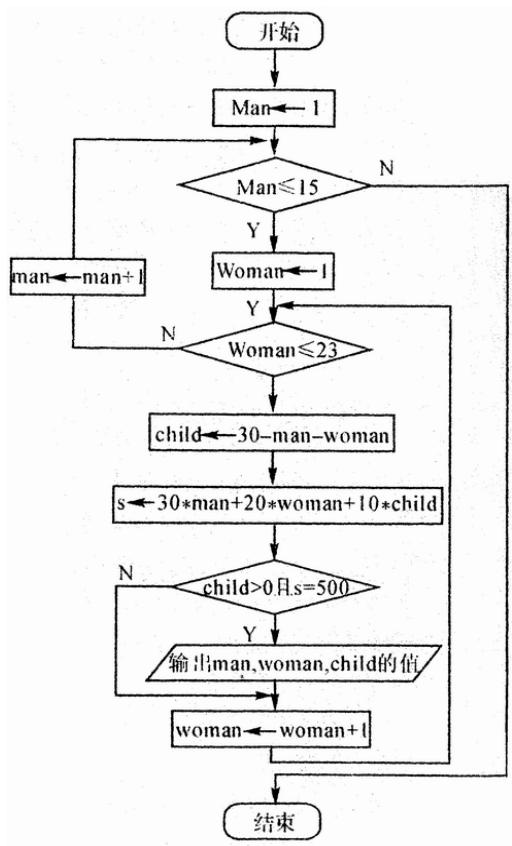 开始
Man← 1
Man≤15
N
Y
man←man+1
Woman←1
Y
N
Woman≤23
child←30-man-woman
s←30*man+20*woman+10*child
N
child>0且s=500
Y
输出man,woman,child的值
woman←woman+1
结束